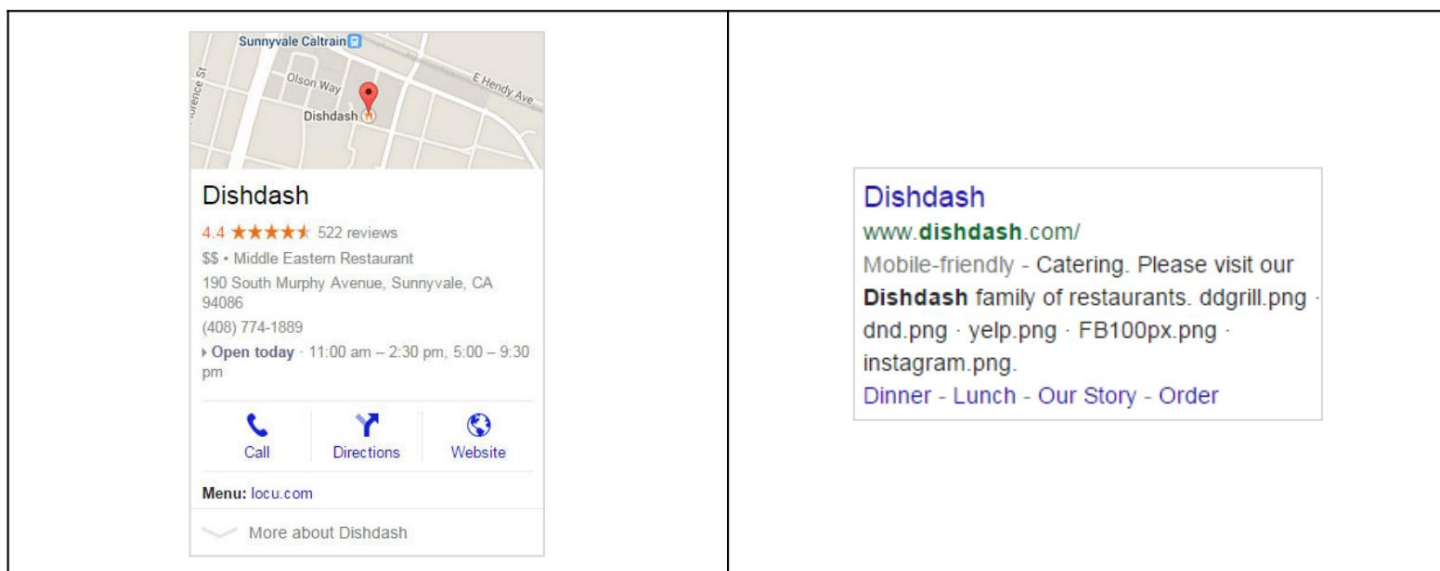 Sunnyvale Caltrain
Olson Way
E Hendy Ave
Dishdash
Dishdash
4.4 ★★★★ 522 reviews
$$ • Middle Eastern Restaurant
190 South Murphy Avenue, Sunnyvale, CA
94086
(408) 774-1889
Open today · 11:00 am – 2:30 pm, 5:00 – 9:30
pm
Call Directions Website
Menu: locu.com
More about Dishdash
Dishdash
www.dishdash.com/
Mobile-friendly - Catering. Please visit our
Dishdash family of restaurants. ddgrill.png ·
dnd.png · yelp.png · FB100px.png ·
instagram.png.
Dinner - Lunch - Our Story - Order